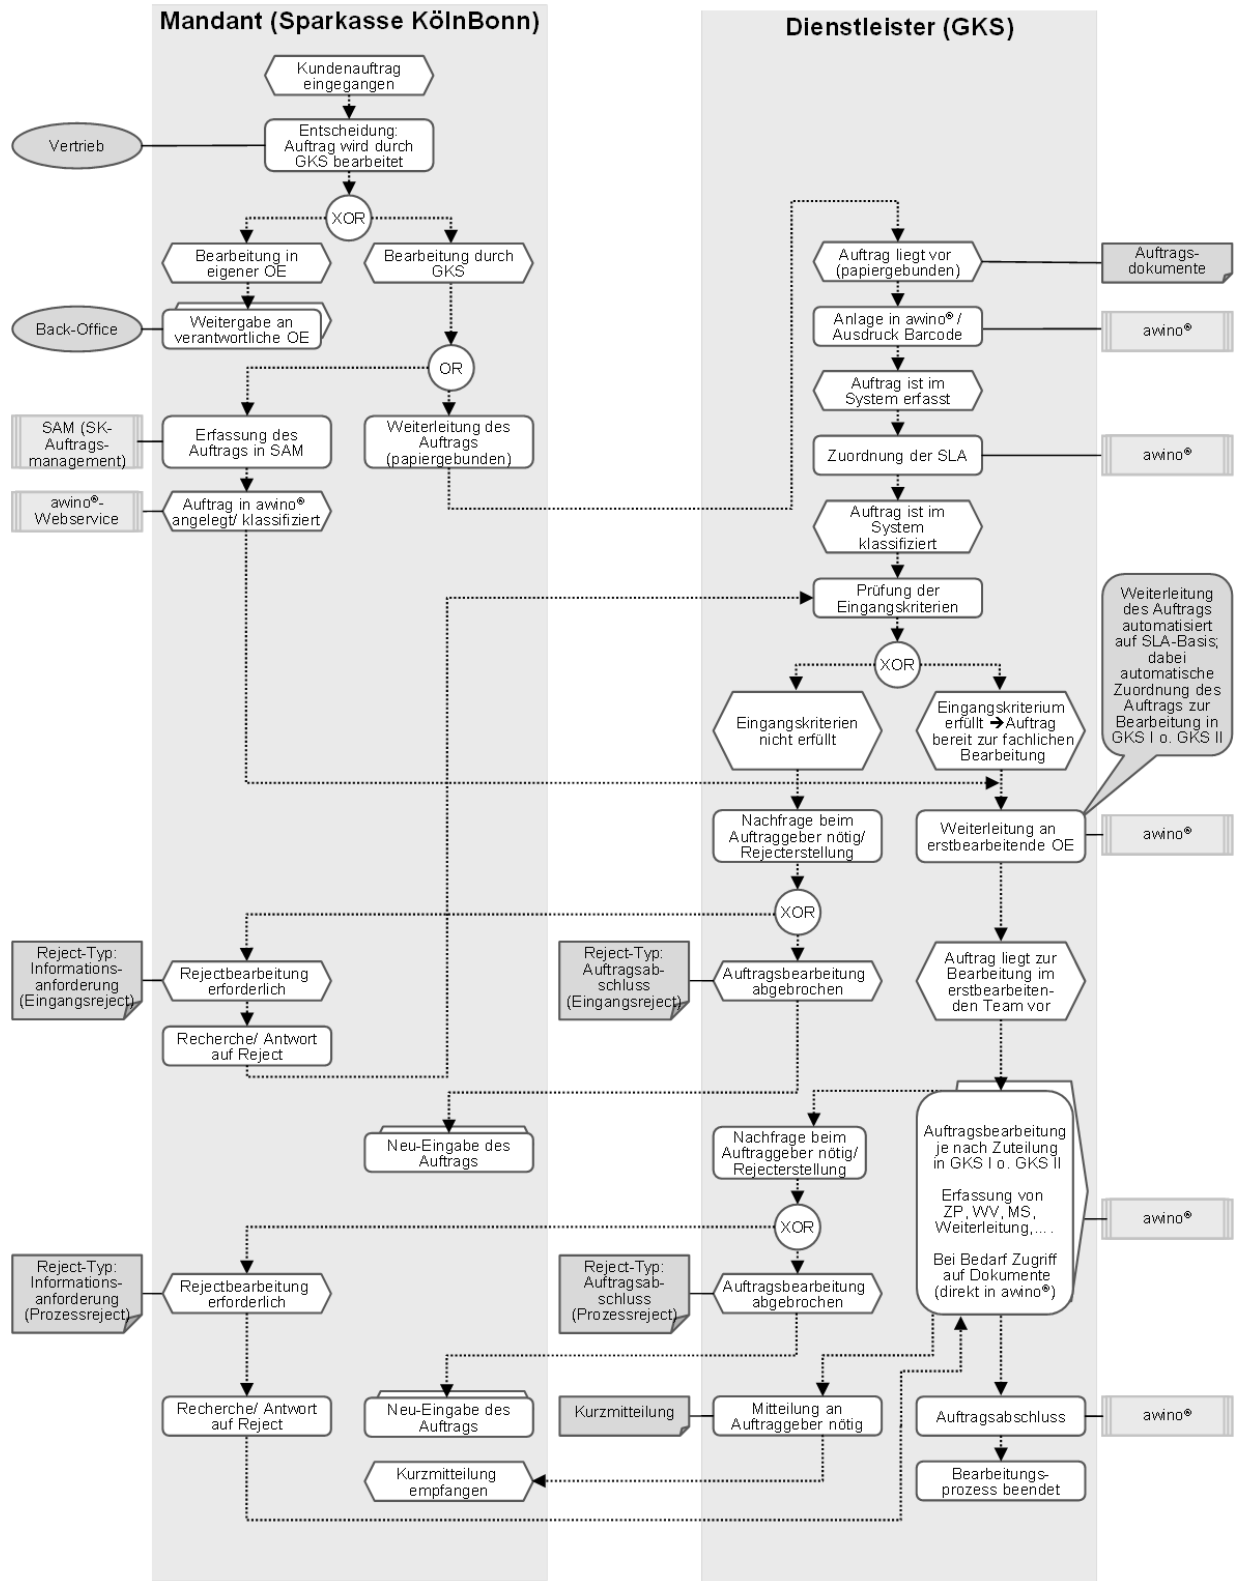 Mandant (Sparkasse KölnBonn)
Dienstleister (GKS)
Kundenauftrag
eingegangen
Vertrieb
Entscheidung:
Auftrag wird durch
GKS bearbeitet
XOR
Bearbeitung in
eigener OE
Bearbeitung durch
GKS
Auftrag liegt vor
(papiergebunden)
Auftrags-
dokumente
Back-Office
Weitergabe an
verantwortliche OE
Anlage in awino® /
Ausdruck Barcode
awino®
OR
Auftrag ist im
System erfasst
SAM (SK-
Auftrags-
management)
Erfassung des
Auftrags in SAM
Weiterleitung des
Auftrags
(papiergebunden)
Zuordnung der SLA
awino®
awino®-
Webservice
Auftrag in awino®
angelegt/ klassifiziert
Auftrag ist im
System
klassifiziert
Prüfung der
Eingangskriterien
Weiterleitung
des Auftrags
automatisiert
auf SLA-Basis;
dabei
automatische
Zuordnung des
Auftrags zur
Bearbeitung in
GKS I o. GKS II
XOR
Eingangskriterien
nicht erfüllt
Eingangskriterium
erfüllt ➔Auftrag
bereit zur fachlichen
Bearbeitung
Nachfrage beim
Auftraggeber nötig/
Rejecterstellung
Weiterleitung an
erstbearbeitende OE
awino®
XOR
Reject-Typ:
Informations-
anforderung
(Eingangsreject)
Rejectbearbeitung
erforderlich
Reject-Typ:
Auftragsab-
schluss
(Eingangsreject)
Auftragsbearbeitung
abgebrochen
Auftrag liegt zur
Bearbeitung im
erstbearbeiten-
den Team vor
Recherche/ Antwort
auf Reject
Neu-Eingabe des
Auftrags
Nachfrage beim
Auftraggeber nötig/
Rejecterstellung
Auftragsbearbeitung
je nach Zuteilung
in GKS I o. GKS II
Erfassung von
ZP, WV, MS,
Weiterleitung,... .
Bei Bedarf Zugriff
auf Dokumente
(direkt in awino®)
awino®
XOR
Reject-Typ:
Informations-
anforderung
(Prozessreject)
Rejectbearbeitung
erforderlich
Reject-Typ:
Auftragsab-
schluss
(Prozessreject)
Auftragsbearbeitung
abgebrochen
Recherche/ Antwort
auf Reject
Neu-Eingabe des
Auftrags
Kurzmitteilung
Mitteilung an
Auftraggeber nötig
Auftragsabschluss
awino®
Kurzmitteilung
empfangen
Bearbeitungs-
prozess beendet